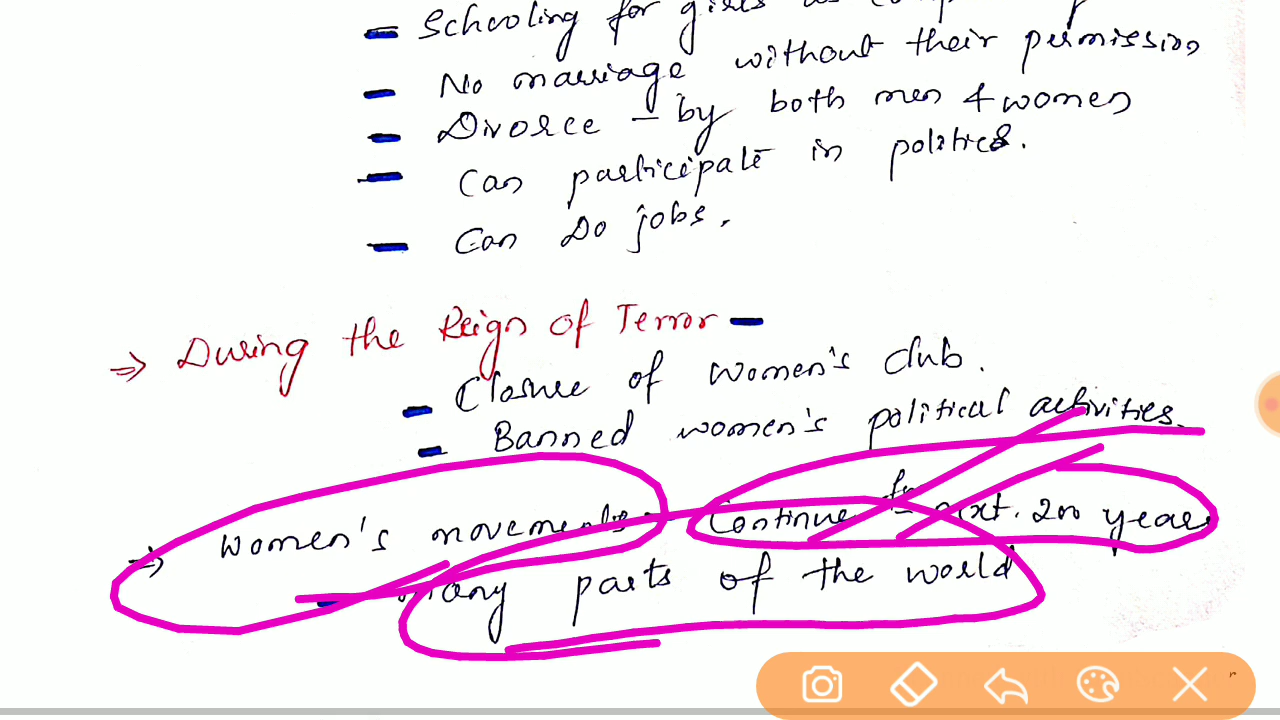 Schooling for girls
No marriage without their permission
Divorce - by both men & women
Can participate in politics.
Can Do jobs.
⇒ During the Reign of Terror -
- Closure of women's club.
- Banned women's political activities.
⇒ Women's movements - Continue for next 200 years
- many parts of the world